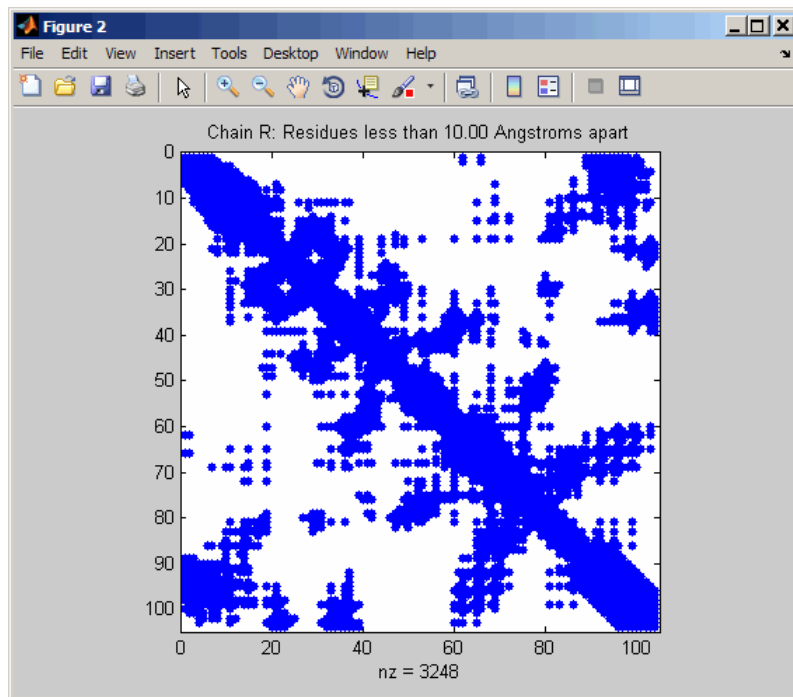 Figure 2
File Edit View Insert Tools Desktop Window Help
Chain R: Residues less than 10.00 Angstroms apart
0
10
20
30
40
50
60
70
80
90
100
0 20 40 60 80 100
nz = 3248